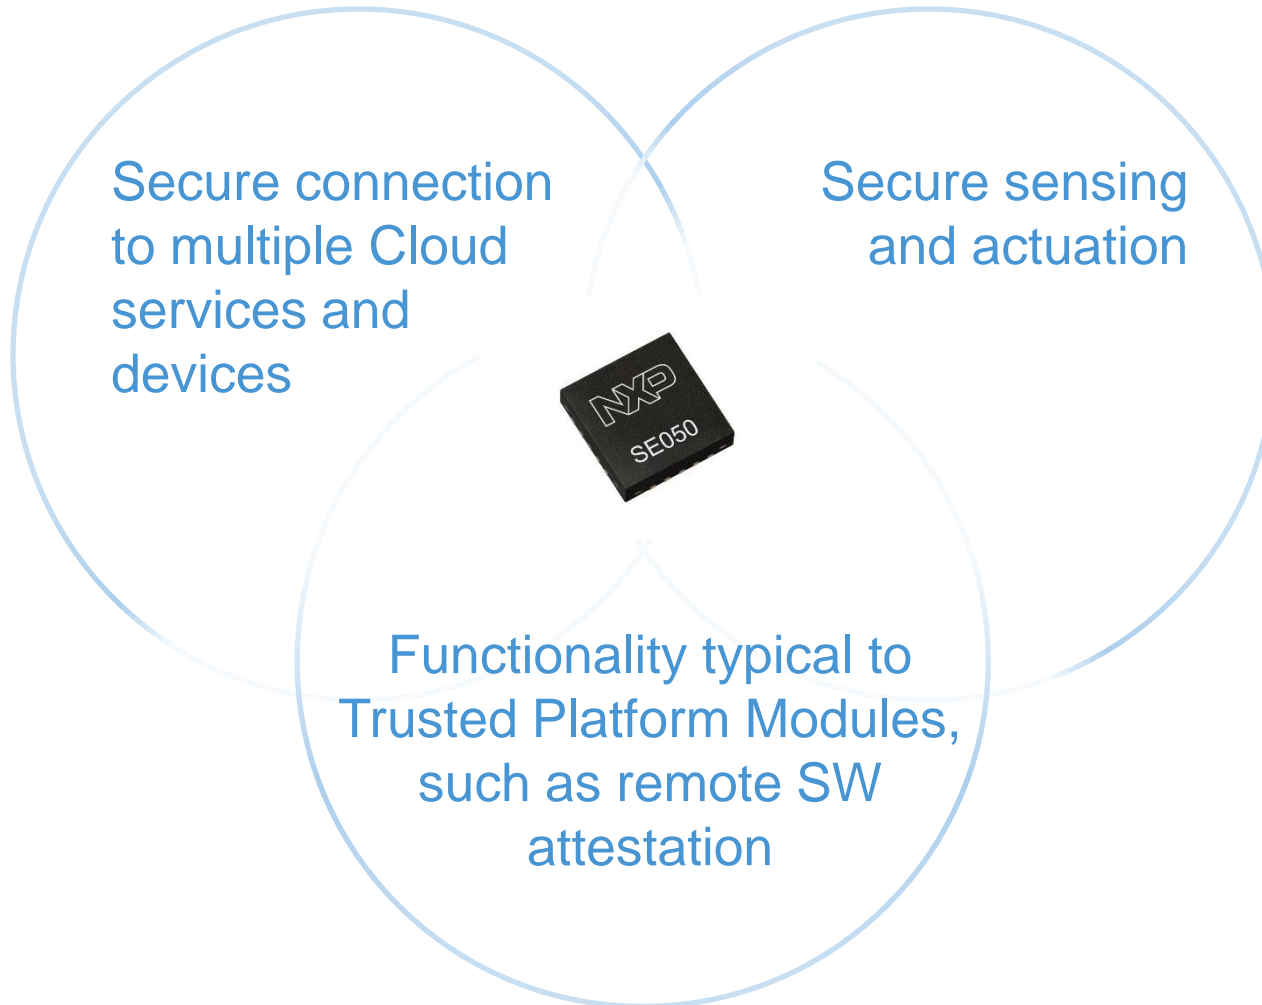 Secure connection
to multiple Cloud
services and
devices
Secure sensing
and actuation
NXP
SE050
Functionality typical to
Trusted Platform Modules,
such as remote SW
attestation